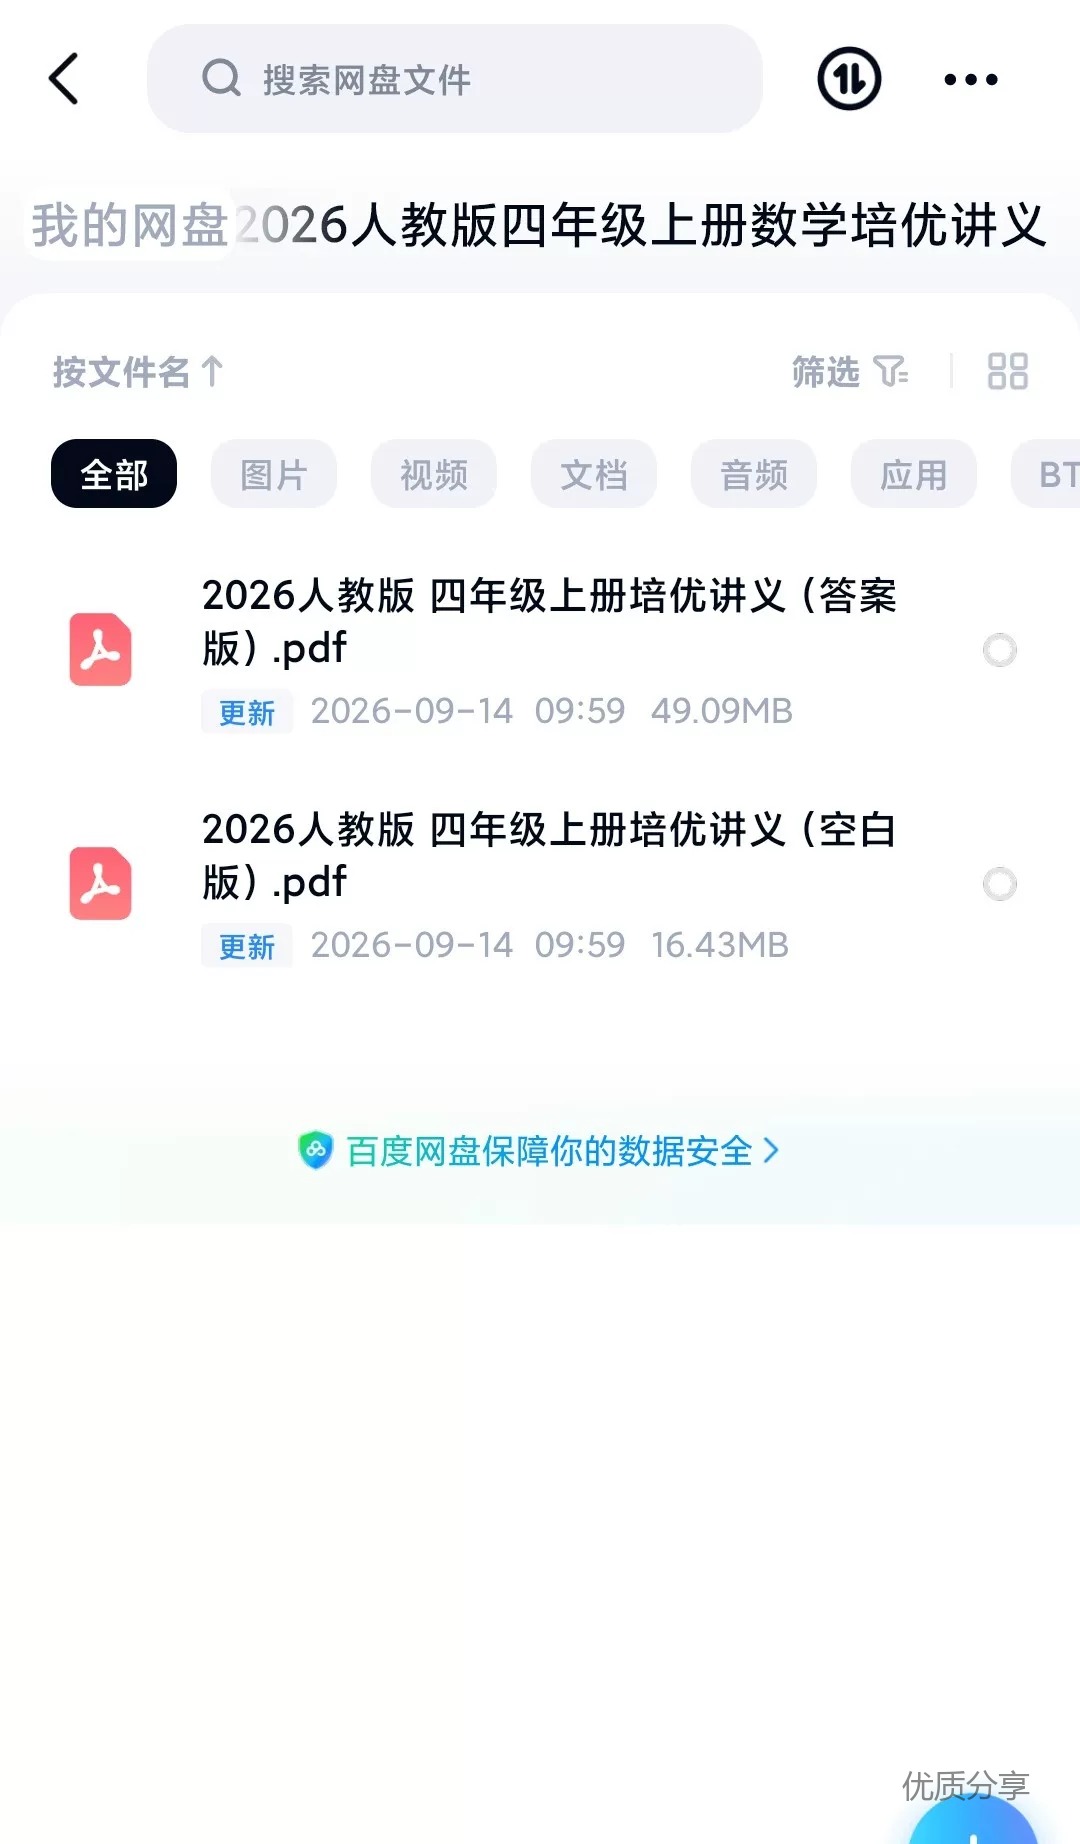 搜索网盘文件
我的网盘 2026人教版四年级上册数学培优讲义
按文件名↑ 筛选
全部 图片 视频 文档 音频 应用 BT
2026人教版 四年级上册培优讲义（答案
版）.pdf
更新 2026-09-14 09:59 49.09MB
2026人教版 四年级上册培优讲义（空白
版）.pdf
更新 2026-09-14 09:59 16.43MB
百度网盘保障你的数据安全
优质分享